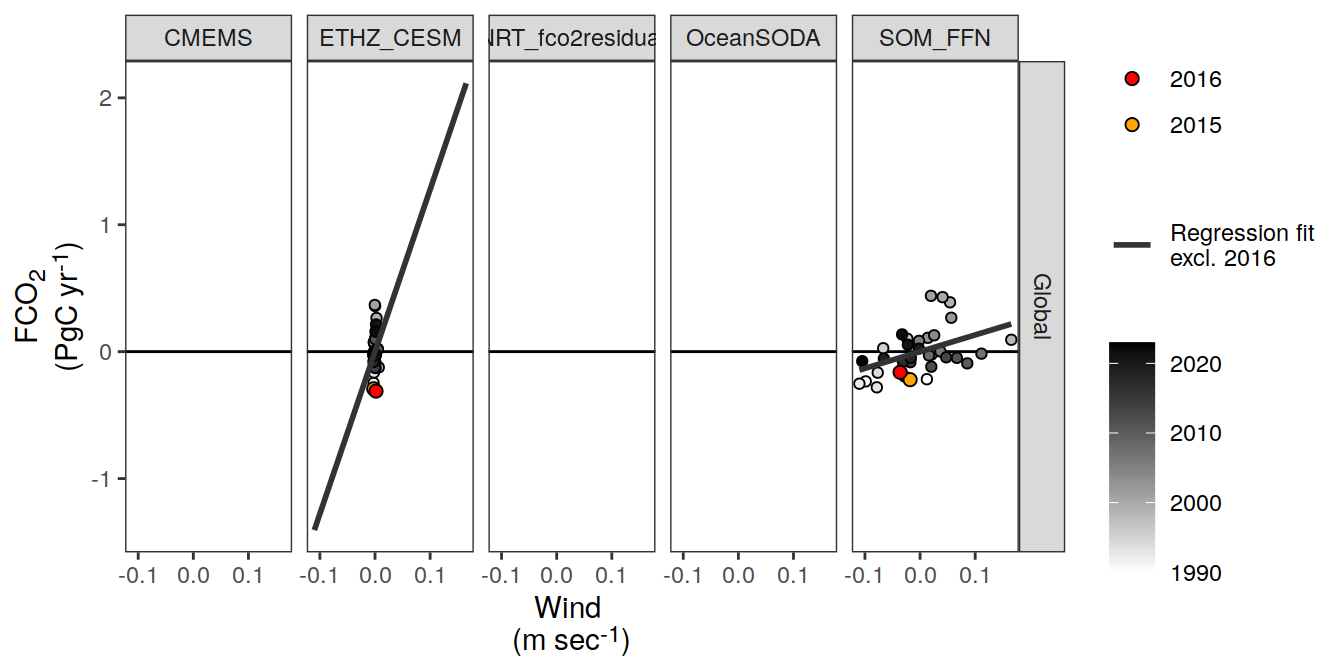 CMEMS ETHZ_CESM NRT_fco2residua OceanSODA SOM_FFN
FCO2
(PgC yr-1)
2
1
0
-1
Global
-0.1 0.0 0.1 -0.1 0.0 0.1 -0.1 0.0 0.1 -0.1 0.0 0.1 -0.1 0.0 0.1
Wind
(m sec-1)
2016
2015
Regression fit
excl. 2016
2020
2010
2000
1990